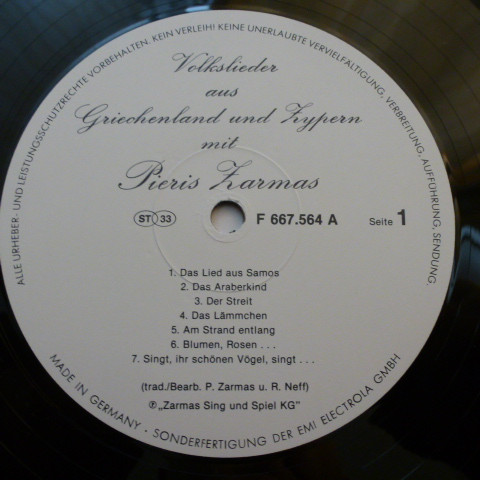 ALLE URHEBER- UND LEISTUNGSSCHUTZRECHTE VORBEHALTEN. KEIN VERLEIH! KEINE UNERLAUBTE VERVIELFÄLTIGUNG, VERBREITUNG, AUFFÜHRUNG, SENDUNG.
Volkslieder
aus
Griechenland und Zypern
mit
Pieris Zarmas
ST 33
F 667.564 A
Seite 1
1. Das Lied aus Samos
2. Das Araberkind
3. Der Streit
4. Das Lämmchen
5. Am Strand entlang
6. Blumen, Rosen . . .
7. Singt, ihr schönen Vögel, singt . . .
(trad./Bearb. P. Zarmas u. R. Neff)
℗ „Zarmas Sing und Spiel KG"
MADE IN GERMANY - SONDERFERTIGUNG DER EMI ELECTROLA GMBH